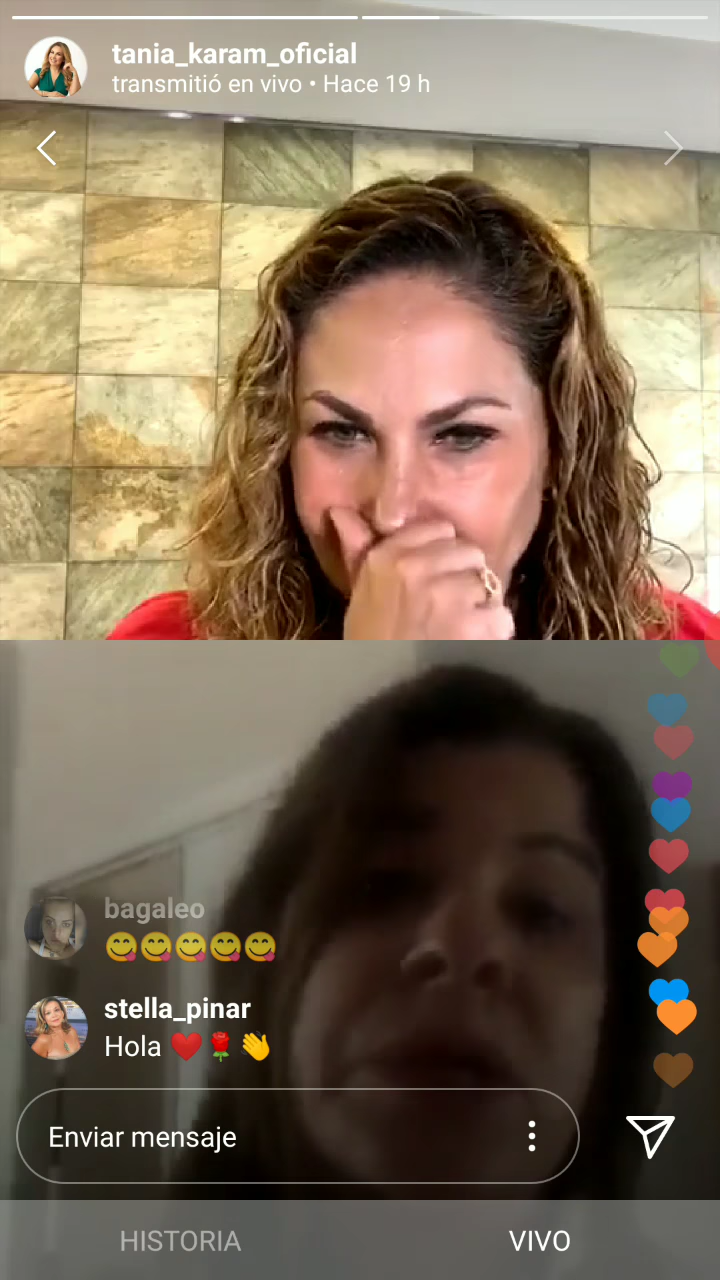 tania_karam_oficial
transmitió en vivo • Hace 19 h
bagaleo
😋😋😋😋😋
stella_pinar
Hola ❤️🌹👋
Enviar mensaje
HISTORIA
VIVO